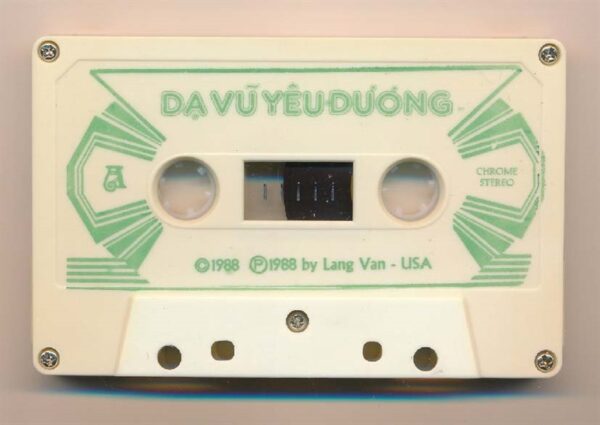 DẠ VŨ YÊU ĐƯƠNG
A
CHROME
STEREO
©1988 ℗1988 by Lang Van - USA